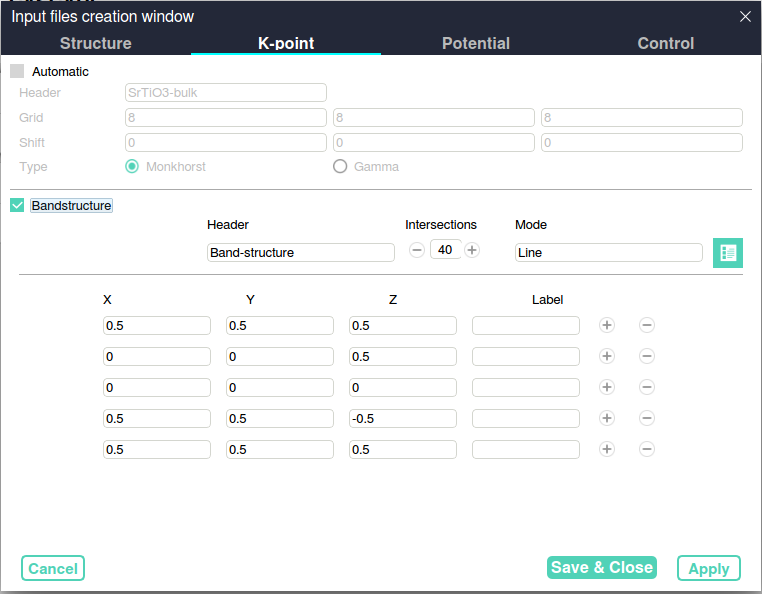 Input files creation window
Structure K-point Potential Control
Automatic
Header SrTIO3-bulk
Grid 8 8 8
Shift 0 0 0
Type Monkhorst Gamma
Bandstructure
Header Intersections Mode
Band-structure 40 Line
X Y Z Label
0.5 0.5 0.5
0 0 0.5
0 0 0
0.5 0.5 -0.5
0.5 0.5 0.5
Cancel Save & Close Apply